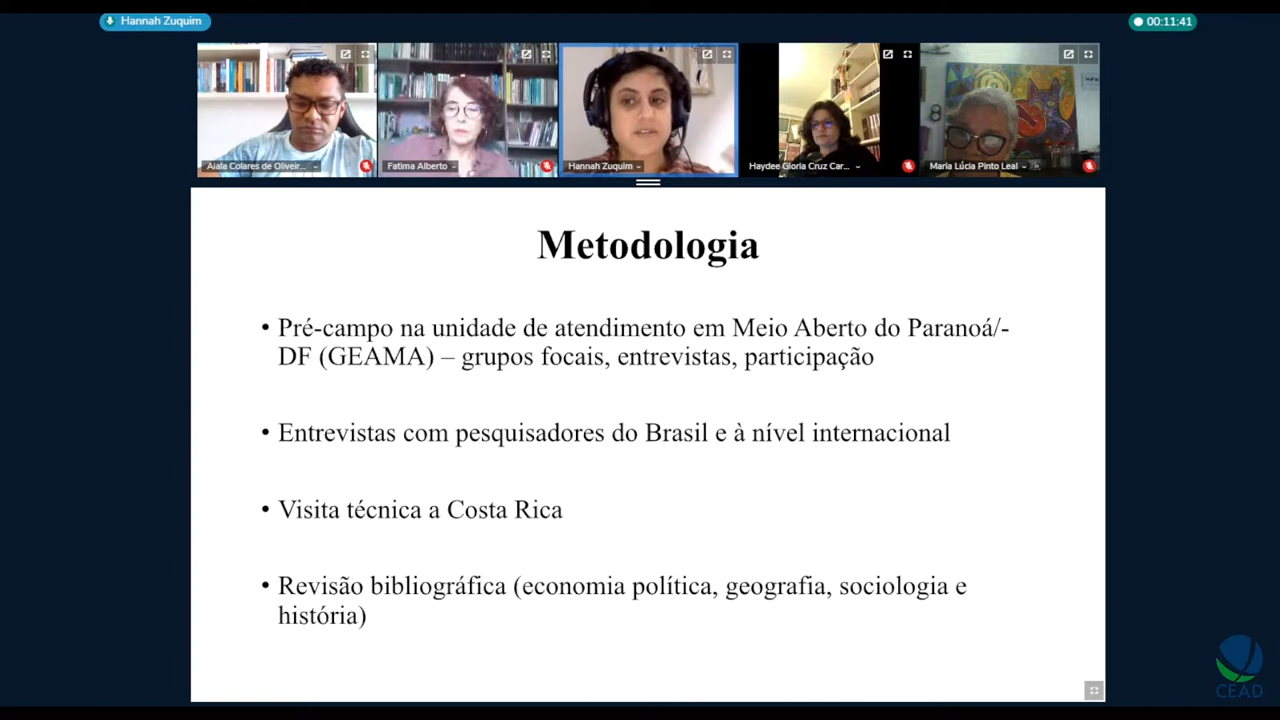 Hannah Zuquim
00:11:41
Aiala Colares de Oliveir...
Fatima Alberto
Hannah Zuquim
Haydee Gloria Cruz Car...
Maria Lúcia Pinto Leal
Metodologia
• Pré-campo na unidade de atendimento em Meio Aberto do Paranoá/-
DF (GEAMA) – grupos focais, entrevistas, participação
• Entrevistas com pesquisadores do Brasil e à nível internacional
• Visita técnica a Costa Rica
• Revisão bibliográfica (economia política, geografia, sociologia e
história)
CEAD